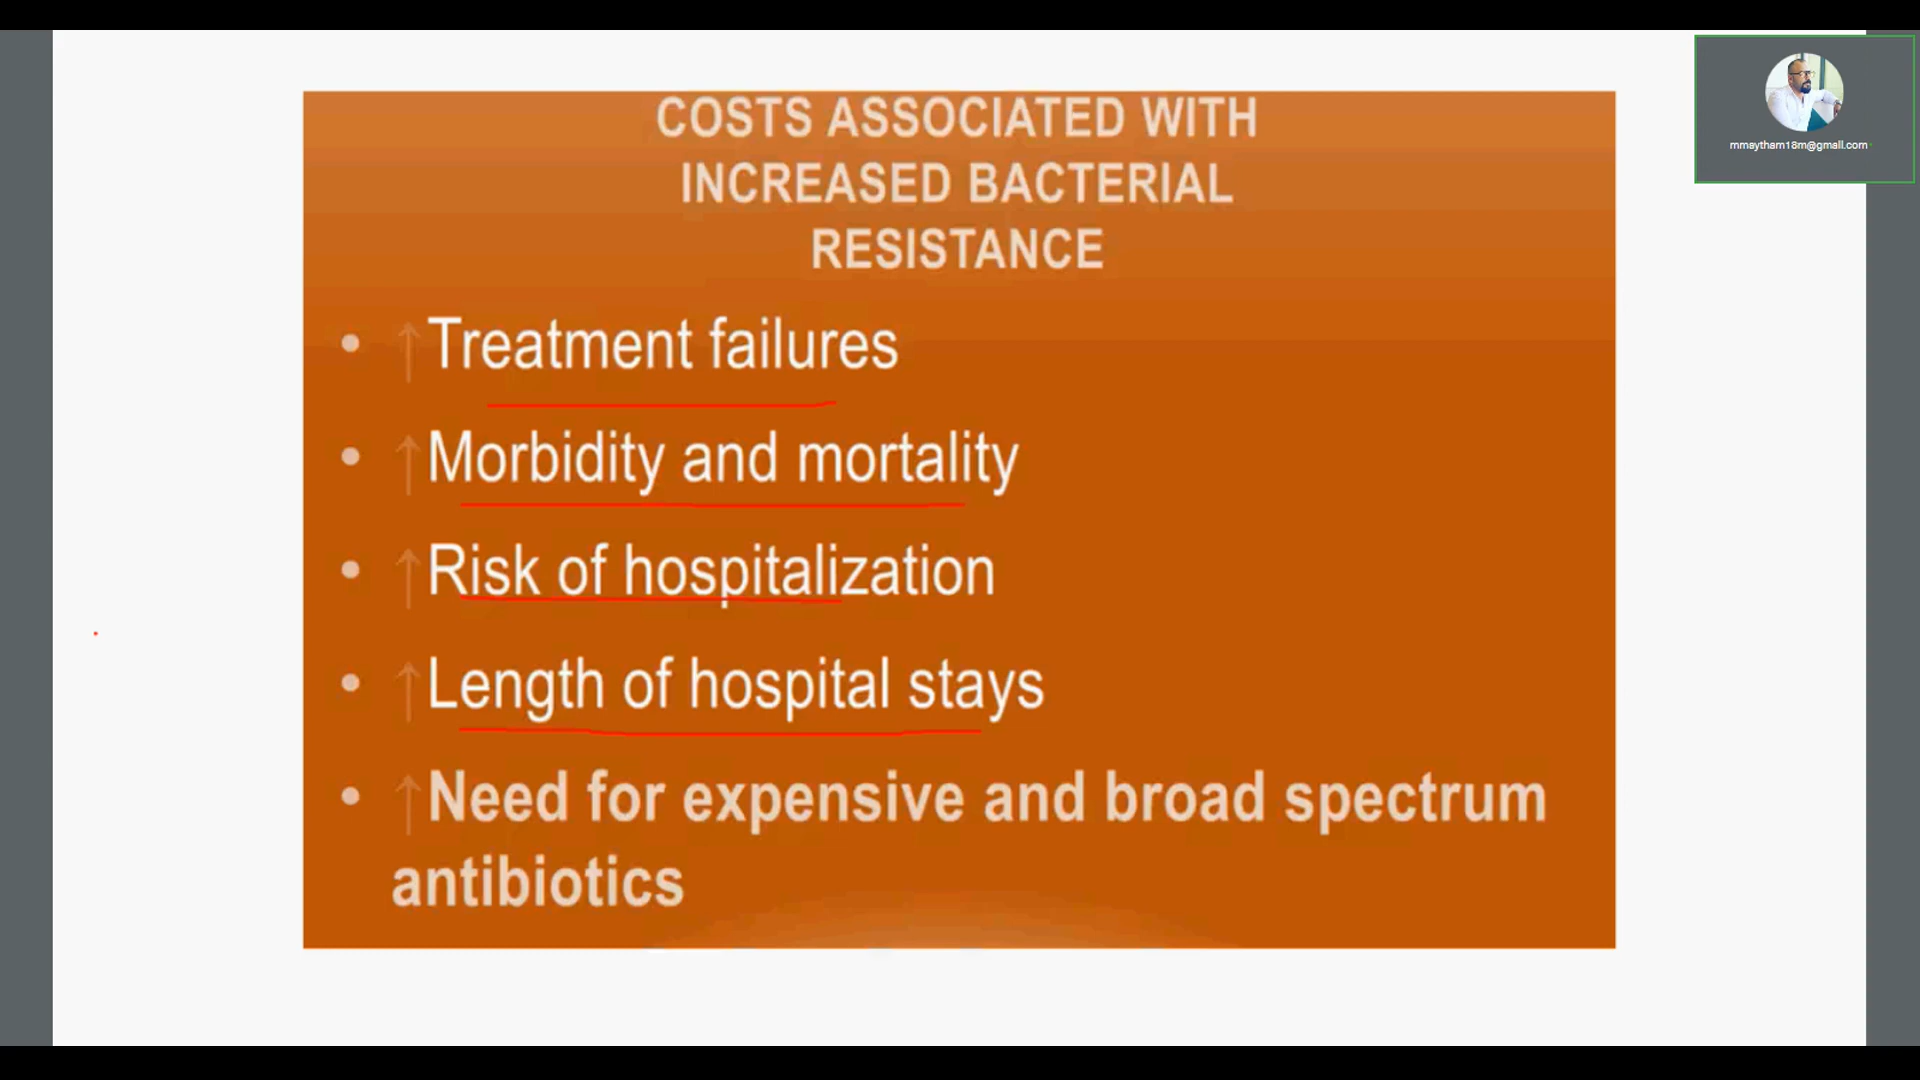 COSTS ASSOCIATED WITH
INCREASED BACTERIAL
RESISTANCE
• ↑Treatment failures
• ↑Morbidity and mortality
• ↑Risk of hospitalization
• ↑Length of hospital stays
• ↑Need for expensive and broad spectrum
antibiotics
mmaytham18m@gmail.com